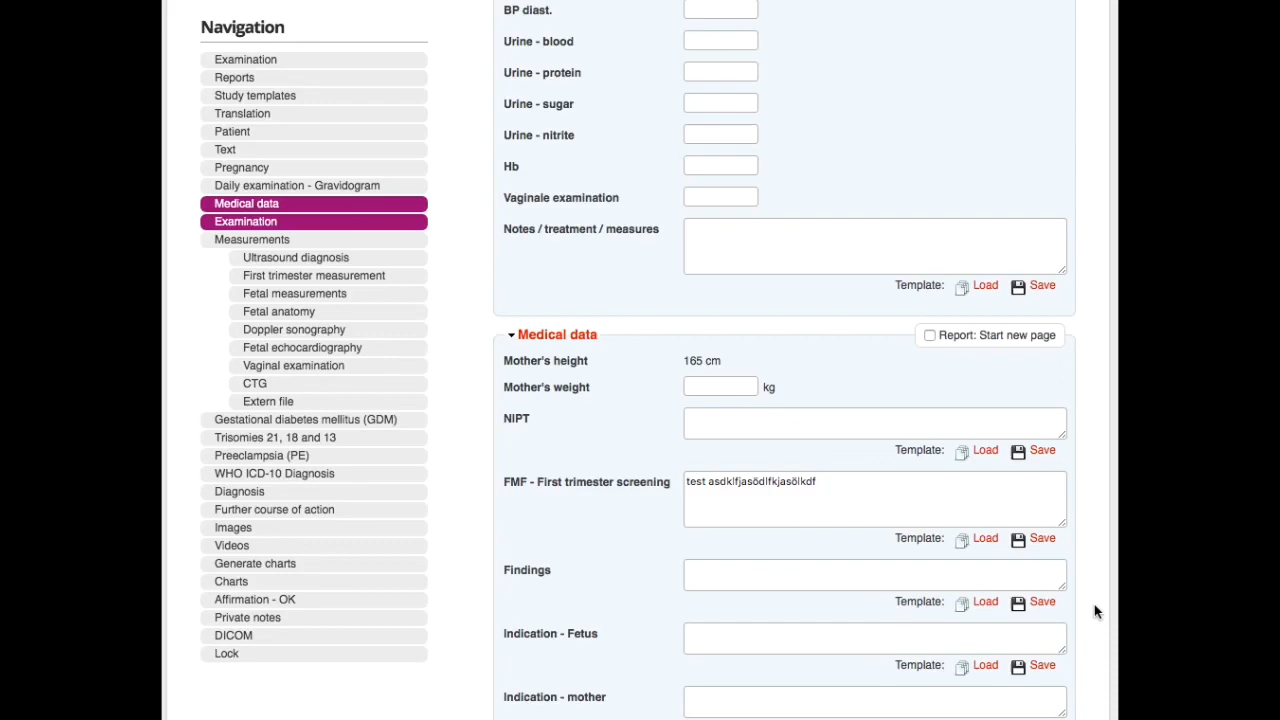 Navigation
Examination
Reports
Study templates
Translation
Patient
Text
Pregnancy
Daily examination - Gravidogram
Medical data
Examination
Measurements
Ultrasound diagnosis
First trimester measurement
Fetal measurements
Fetal anatomy
Doppler sonography
Fetal echocardiography
Vaginal examination
CTG
Extern file
Gestational diabetes mellitus (GDM)
Trisomies 21, 18 and 13
Preeclampsia (PE)
WHO ICD-10 Diagnosis
Diagnosis
Further course of action
Images
Videos
Generate charts
Charts
Affirmation - OK
Private notes
DICOM
Lock
BP diast.
Urine - blood
Urine - protein
Urine - sugar
Urine - nitrite
Hb
Vaginale examination
Notes / treatment / measures
Template: Load Save
Medical data Report: Start new page
Mother's height 165 cm
Mother's weight kg
NIPT
Template: Load Save
FMF - First trimester screening test asdklfjasödlfkjasölkdf
Template: Load Save
Findings
Template: Load Save
Indication - Fetus
Template: Load Save
Indication - mother